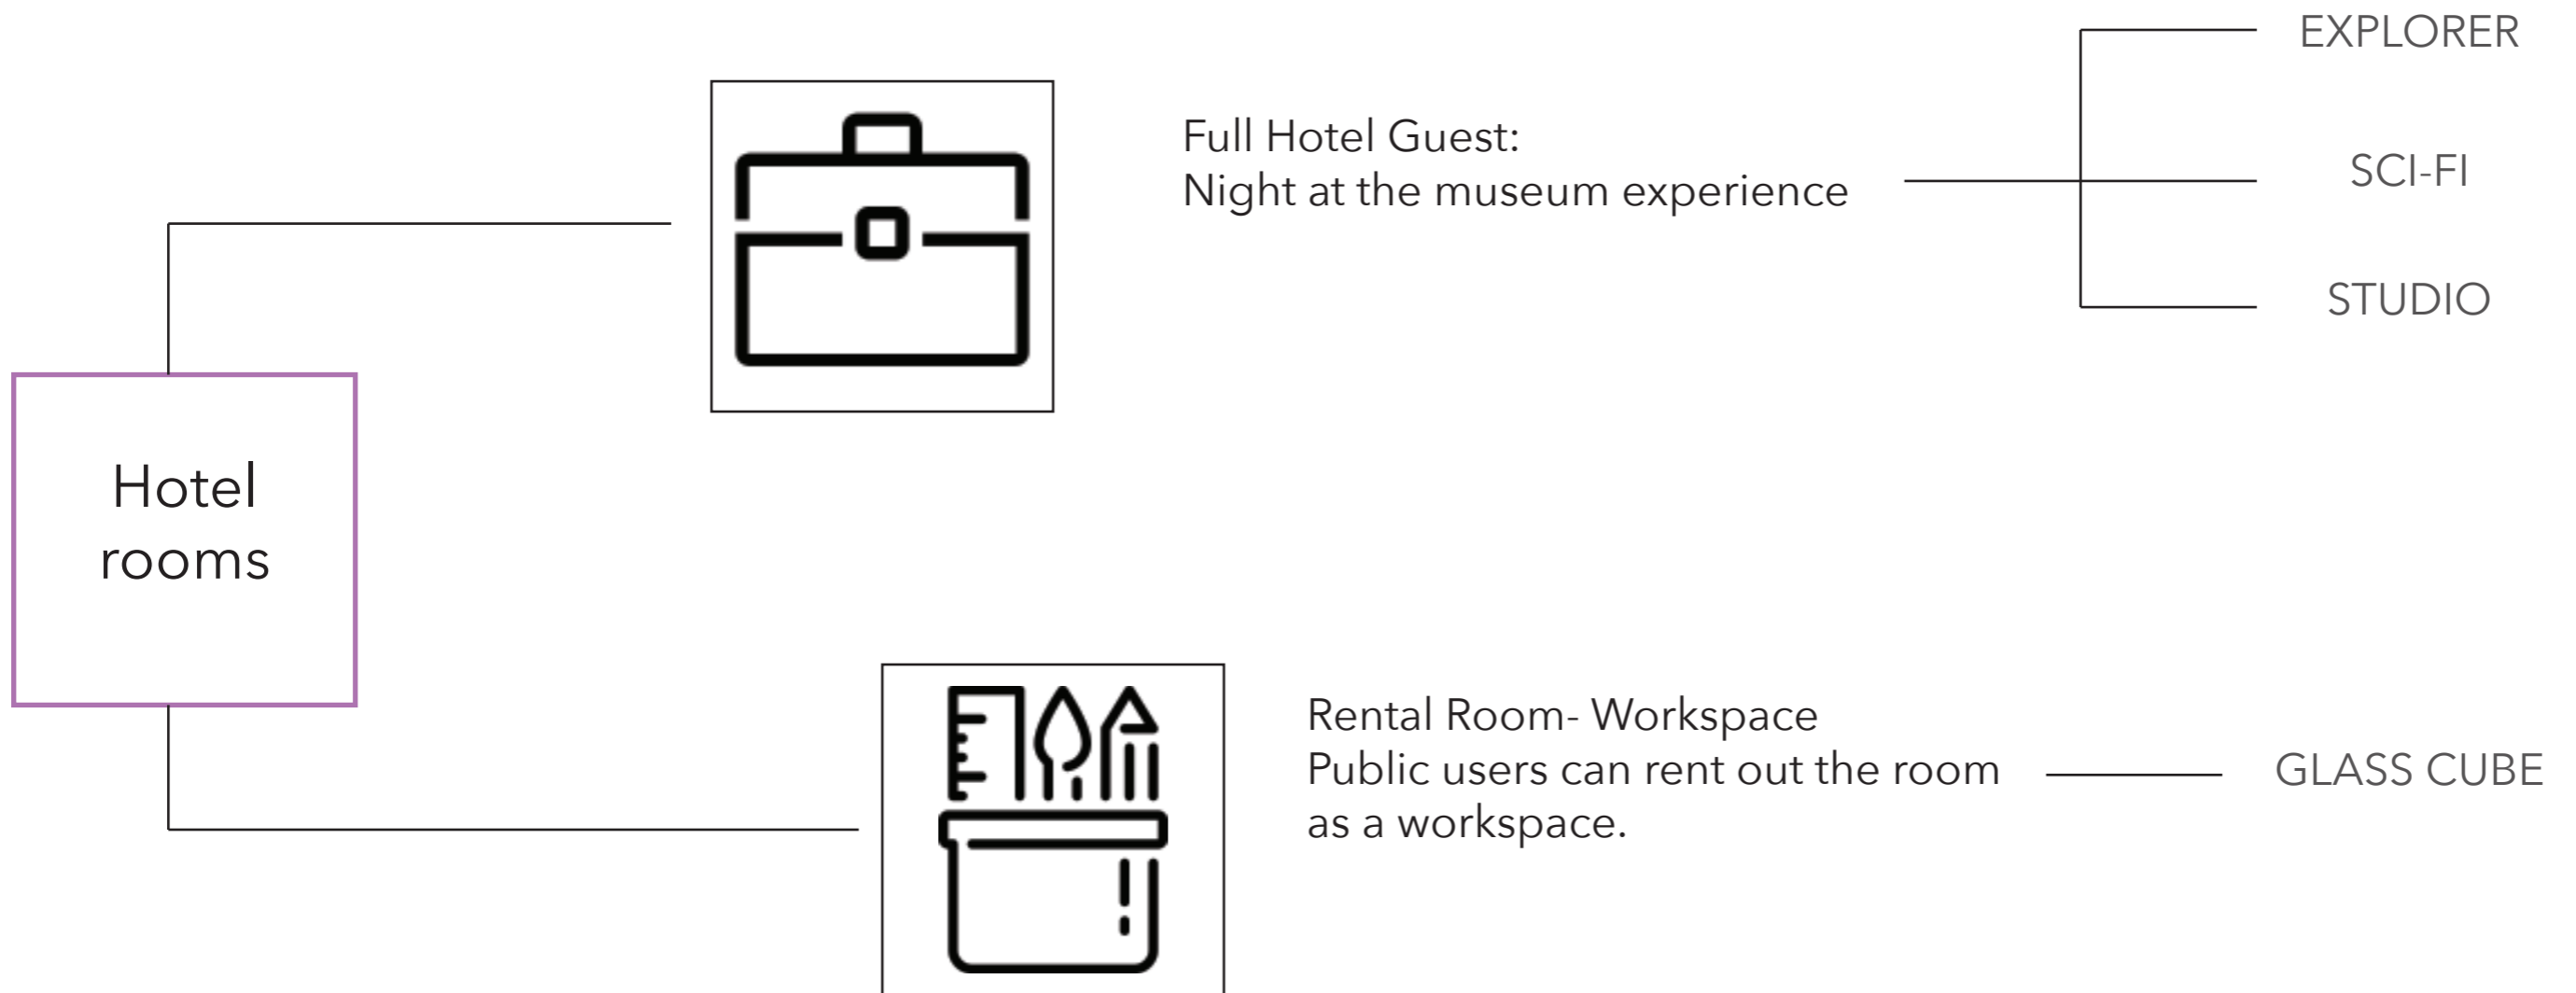 Hotel
rooms
Full Hotel Guest:
Night at the museum experience
EXPLORER
SCI-FI
STUDIO
Rental Room- Workspace
Public users can rent out the room
as a workspace.
GLASS CUBE